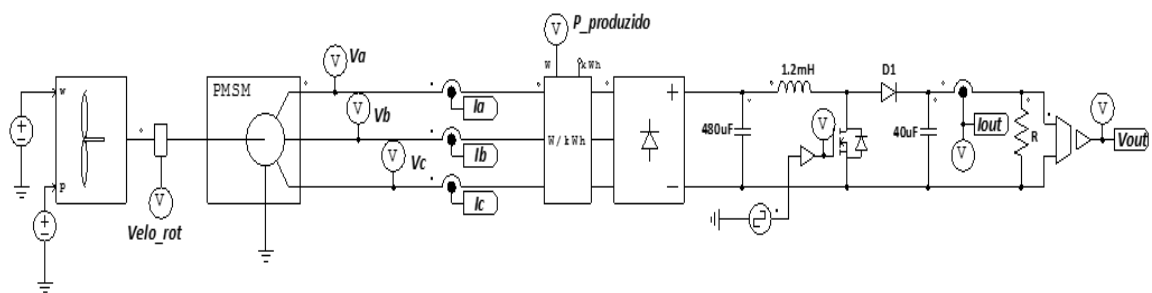 P_produzido
V
W
kWh
Va
V
PMSM
Vb
V
Vc
V
Ia
Ib
Ic
W/kWh
w
p
V
Velo_rot
+
−
480uF
1.2mH
D1
V
40uF
Iout
V
R
V
Vout